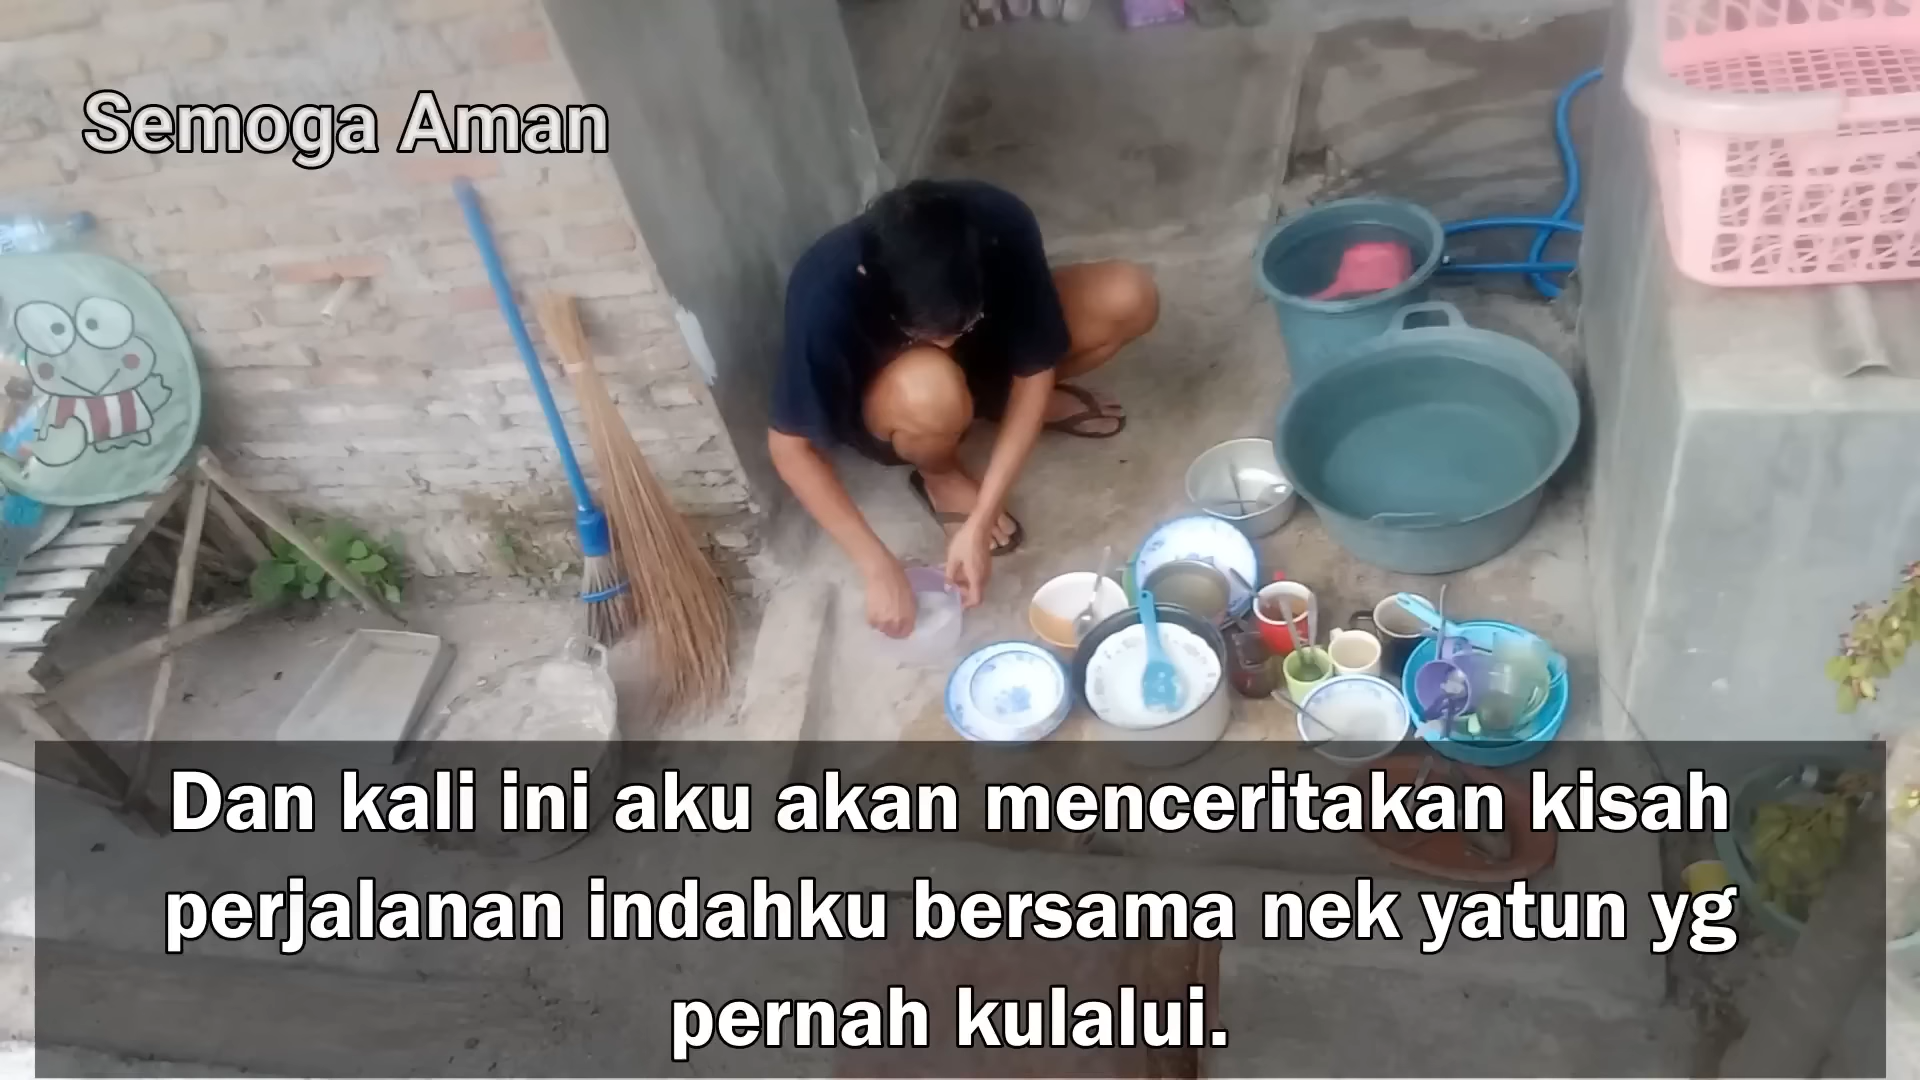 Semoga Aman
Dan kali ini aku akan menceritakan kisah
perjalanan indahku bersama nek yatun yg
pernah kulalui.